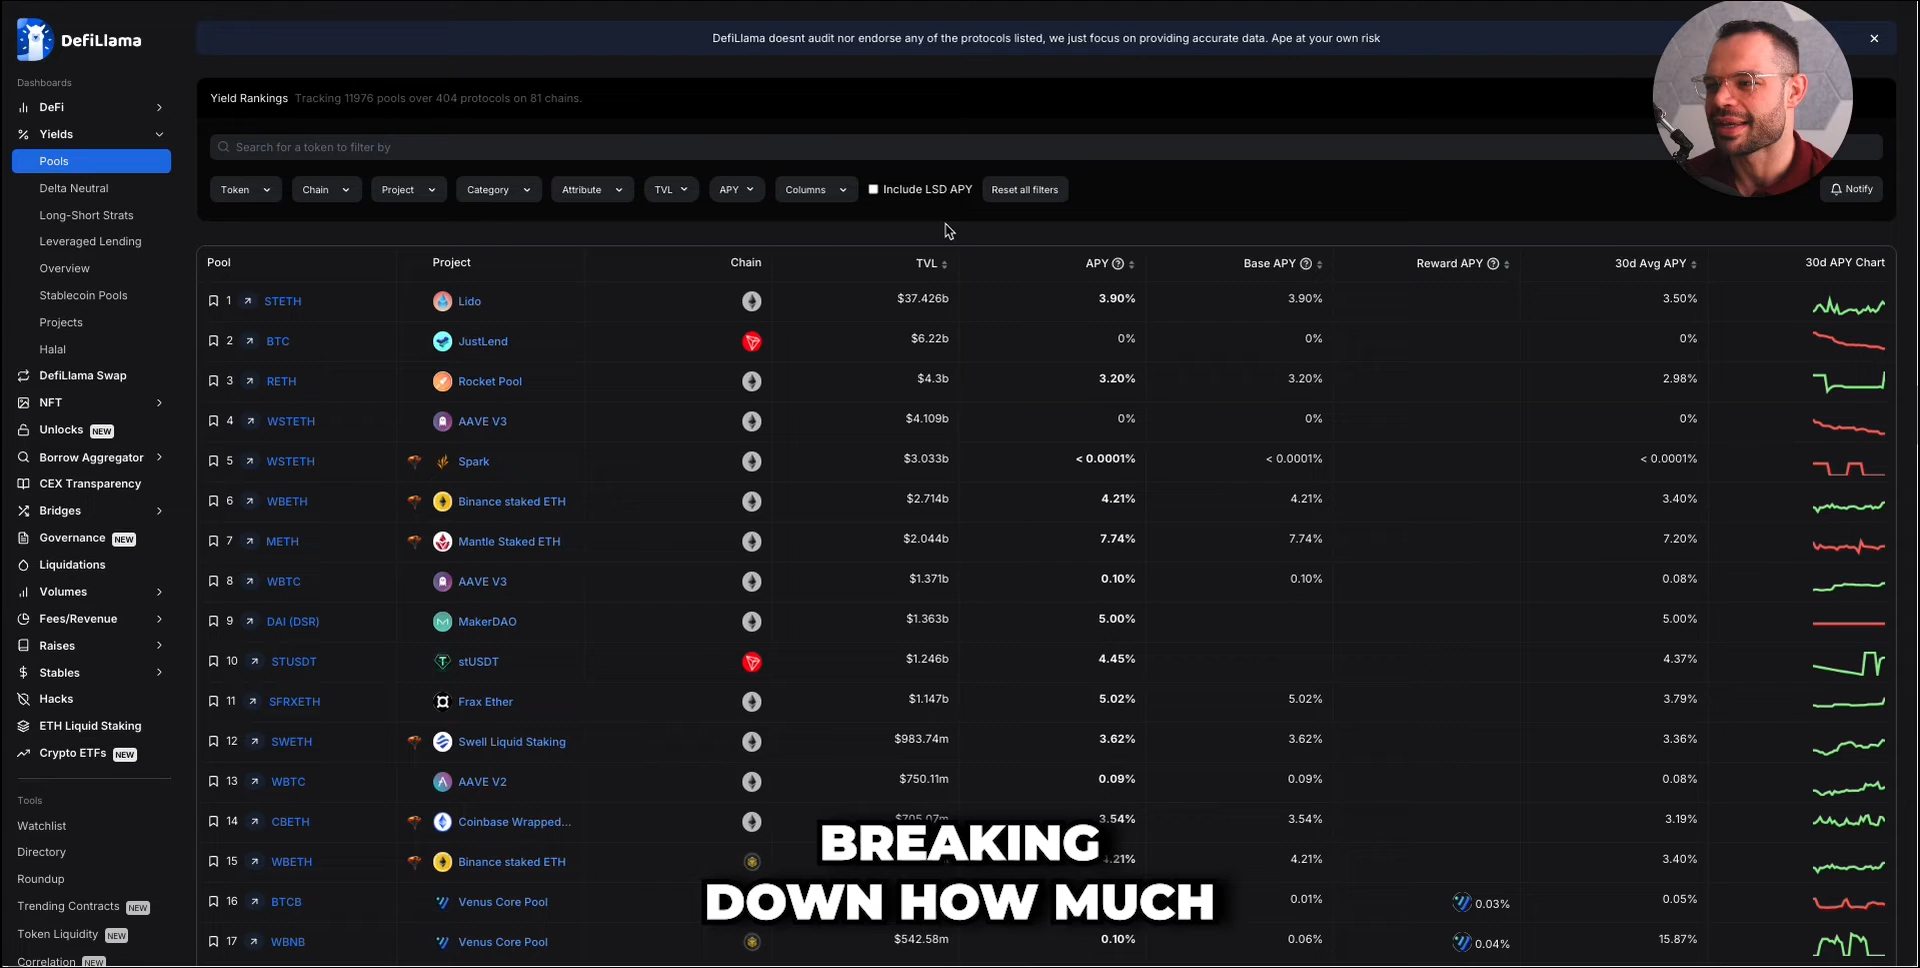 DefiLlama
DefiLlama doesnt audit nor endorse any of the protocols listed, we just focus on providing accurate data. Ape at your own risk
Dashboards
DeFi
Yields
Pools
Delta Neutral
Long-Short Strats
Leveraged Lending
Overview
Stablecoin Pools
Projects
Halal
DefiLlama Swap
NFT
Unlocks NEW
Borrow Aggregator
CEX Transparency
Bridges
Governance NEW
Liquidations
Volumes
Fees/Revenue
Raises
Stables
Hacks
ETH Liquid Staking
Crypto ETFs NEW
Tools
Watchlist
Directory
Roundup
Trending Contracts NEW
Token Liquidity NEW
Correlation NEW
Yield Rankings Tracking 11976 pools over 404 protocols on 81 chains.
Search for a token to filter by
Token Chain Project Category Attribute TVL APY Columns Include LSD APY Reset all filters Notify
Pool Project Chain TVL APY Base APY Reward APY 30d Avg APY 30d APY Chart
1 STETH Lido $37.426b 3.90% 3.90% 3.50%
2 BTC JustLend $6.22b 0% 0% 0%
3 RETH Rocket Pool $4.3b 3.20% 3.20% 2.98%
4 WSTETH AAVE V3 $4.109b 0% 0% 0%
5 WSTETH Spark $3.033b < 0.0001% < 0.0001% < 0.0001%
6 WBETH Binance staked ETH $2.714b 4.21% 4.21% 3.40%
7 METH Mantle Staked ETH $2.044b 7.74% 7.74% 7.20%
8 WBTC AAVE V3 $1.371b 0.10% 0.10% 0.08%
9 DAI (DSR) MakerDAO $1.363b 5.00% 5.00%
10 STUSDT stUSDT $1.246b 4.45% 4.37%
11 SFRXETH Frax Ether $1.147b 5.02% 5.02% 3.79%
12 SWETH Swell Liquid Staking $983.74m 3.62% 3.62% 3.36%
13 WBTC AAVE V2 $750.11m 0.09% 0.09% 0.08%
14 CBETH Coinbase Wrapped... 3.54% 3.54% 3.19%
15 WBETH Binance staked ETH 4.21% 3.40%
16 BTCB Venus Core Pool 0.01% 0.03% 0.05%
17 WBNB Venus Core Pool $542.58m 0.10% 0.06% 0.04% 15.87%
BREAKING
DOWN HOW MUCH